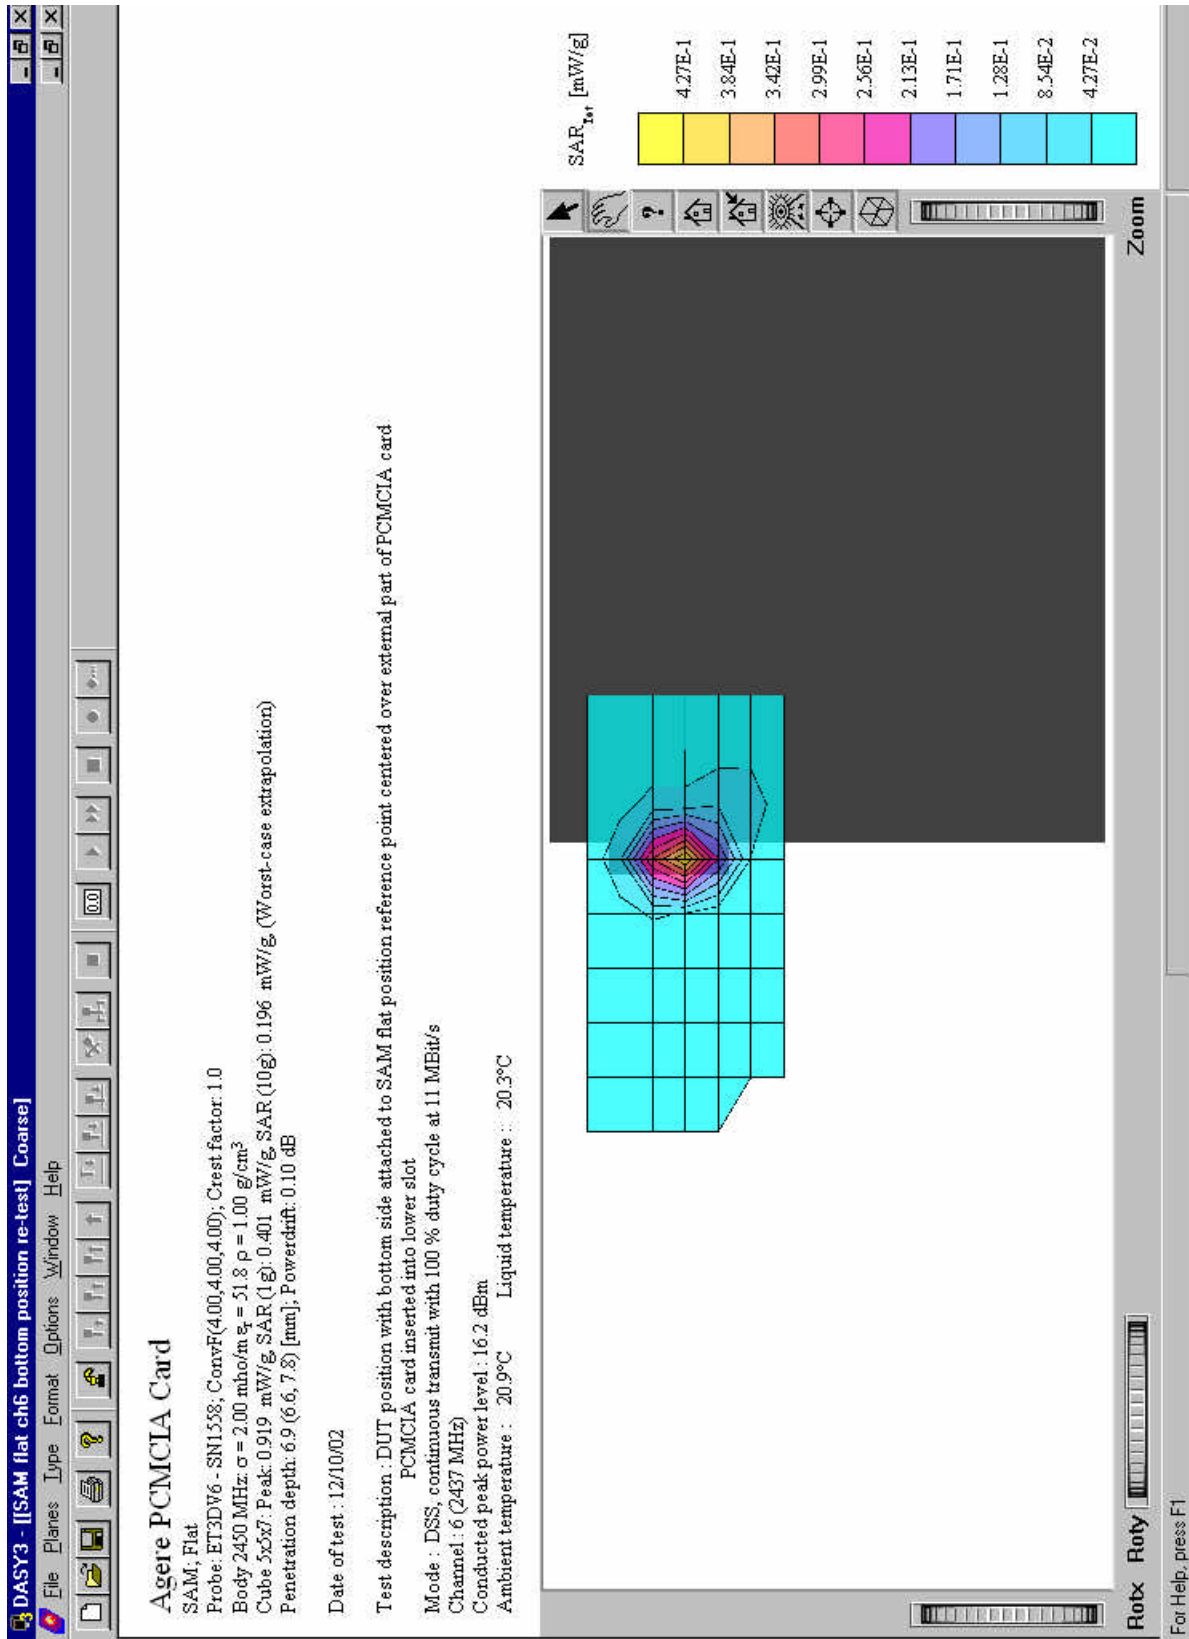 DASY3 - [[SAM flat ch6 bottom position re-test] Coarse]
File Planes Type Format Options Window Help
0.0
Agere PCMCIA Card
SAM; Flat
Probe: ET3DV6 - SN1558; ConvF(4.00,4.00,4.00); Crest factor: 1.0
Body 2450 MHz: σ = 2.00 mho/m εr = 51.8 ρ = 1.00 g/cm³
Cube 5x5x7: Peak: 0.919 mW/g, SAR (1g): 0.401 mW/g, SAR (10g): 0.196 mW/g, (Worst-case extrapolation)
Penetration depth: 6.9 (6.6, 7.8) [mm]; Powerdrift: 0.10 dB
Date of test : 12/10/02
Test description : DUT position with bottom side attached to SAM flat position reference point centered over external part of PCMCIA card
PCMCIA card inserted into lower slot
Mode : DSS, continuous transmit with 100 % duty cycle at 11 MBit/s
Channel : 6 (2437 MHz)
Conducted peak power level : 16.2 dBm
Ambient temperature : 20.9°C Liquid temperature : 20.3°C
SARTot [mW/g]
4.27E-1
3.84E-1
3.42E-1
2.99E-1
2.56E-1
2.13E-1
1.71E-1
1.28E-1
8.54E-2
4.27E-2
Rotx Roty Zoom
For Help, press F1